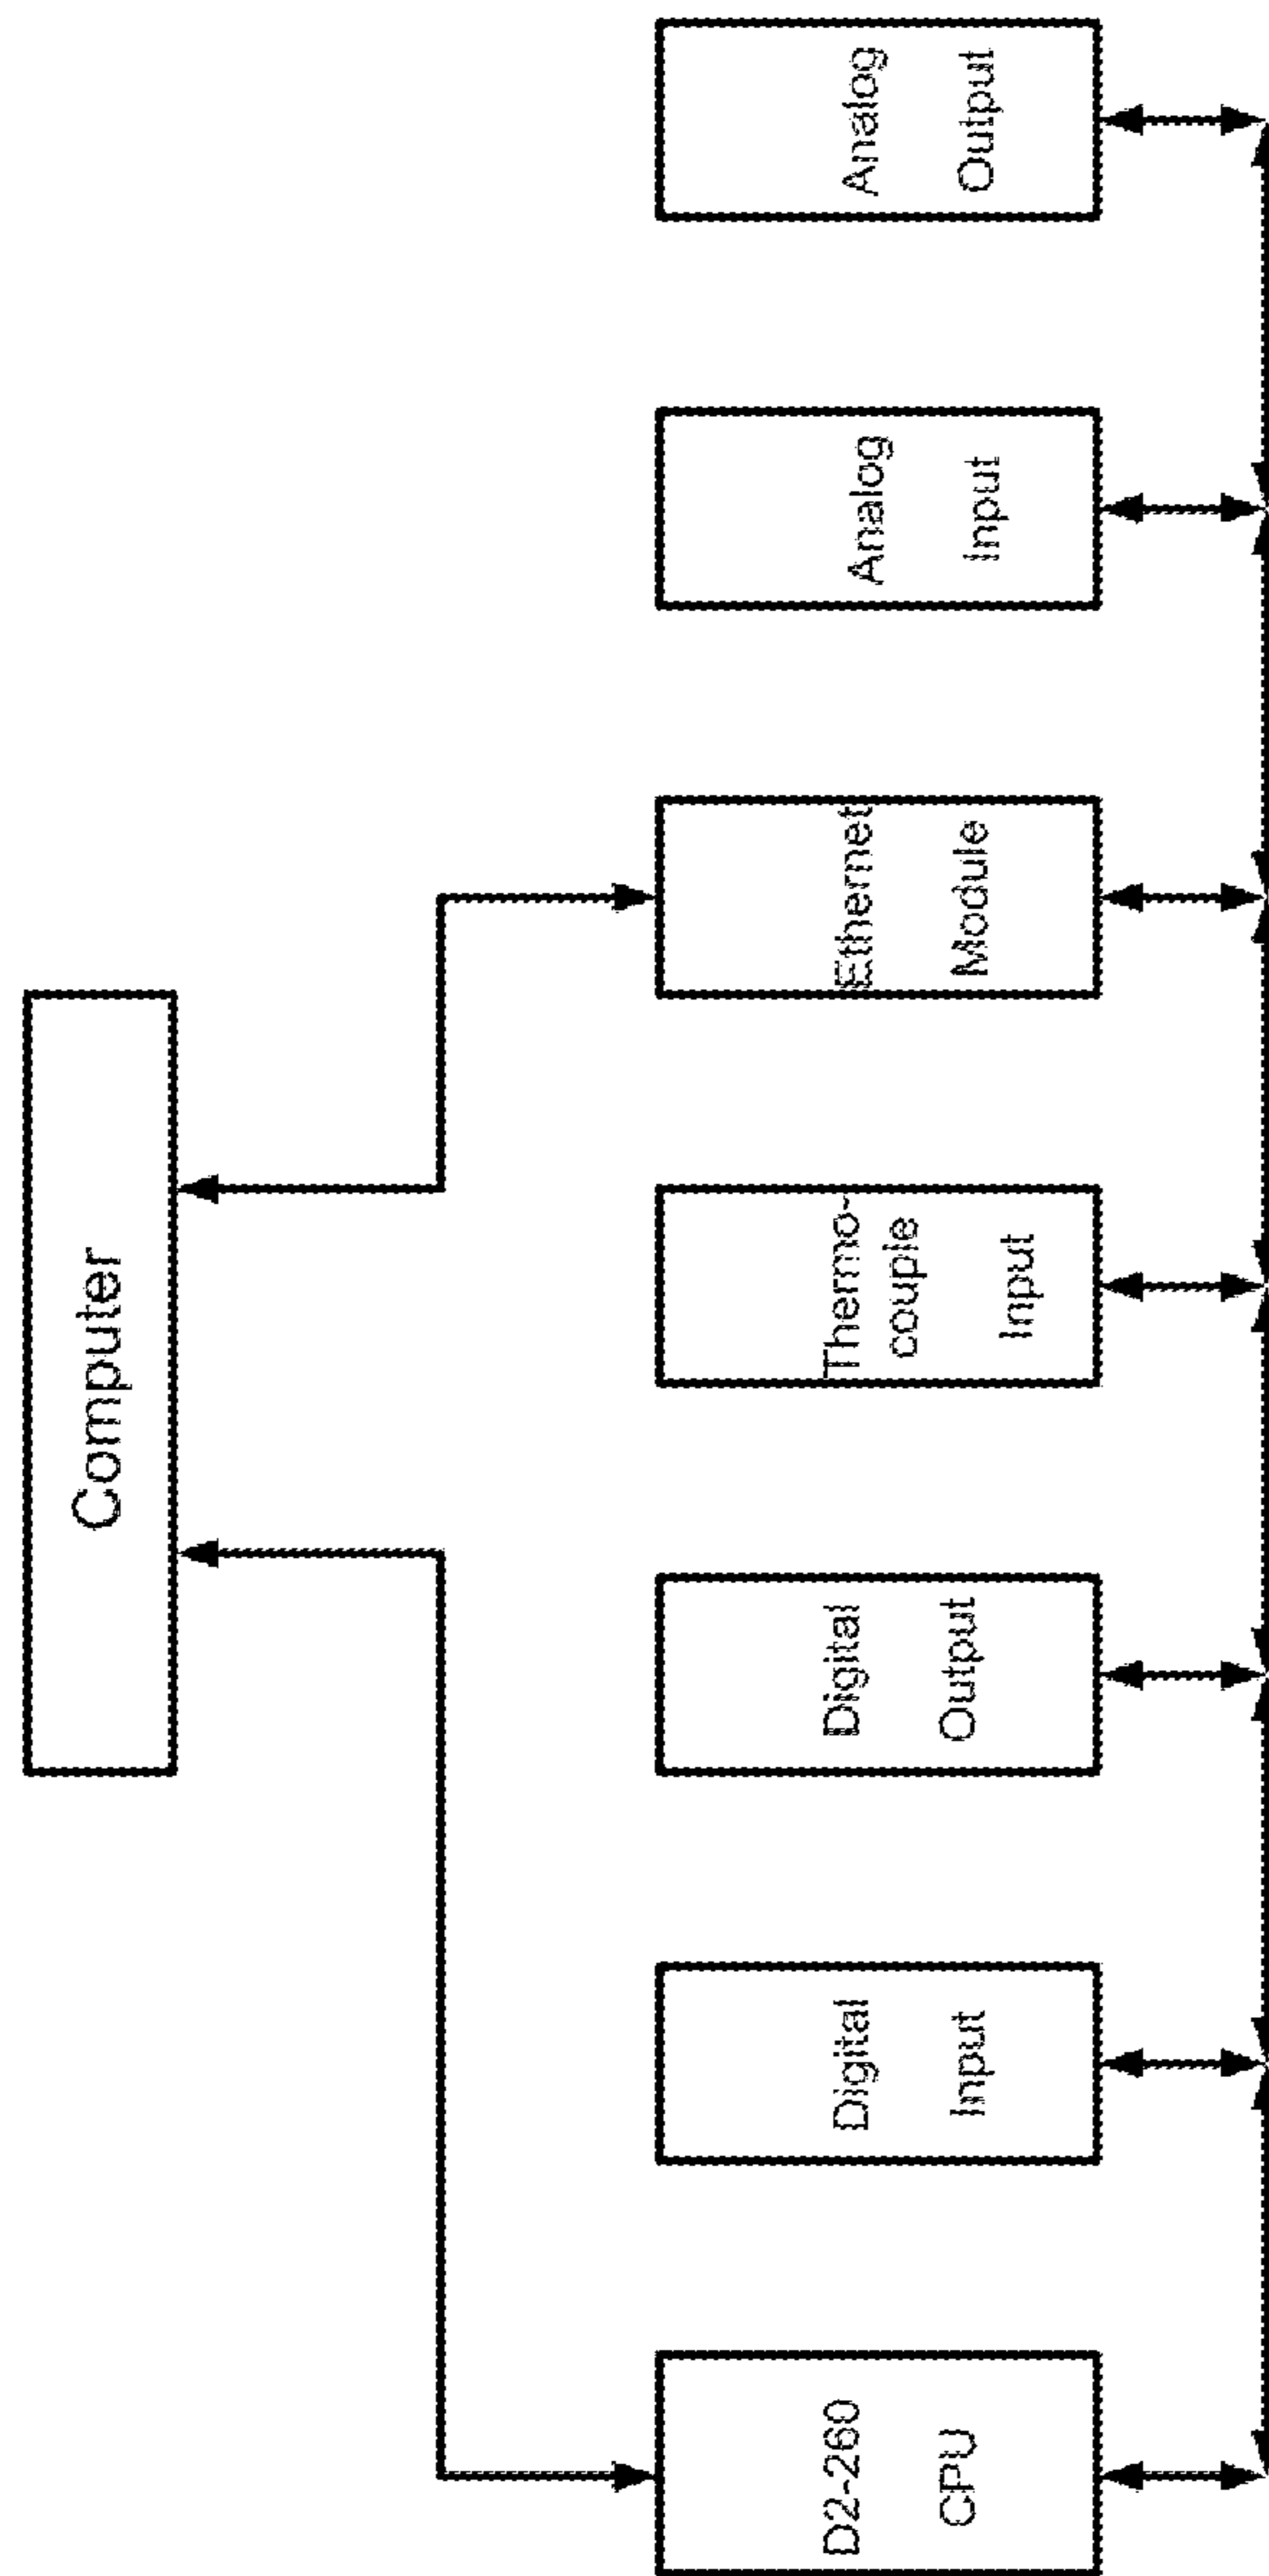 Computer
D2-260
CPU
Digital
Input
Digital
Output
Thermo-
couple
Input
Ethernet
Module
Analog
Input
Analog
Output